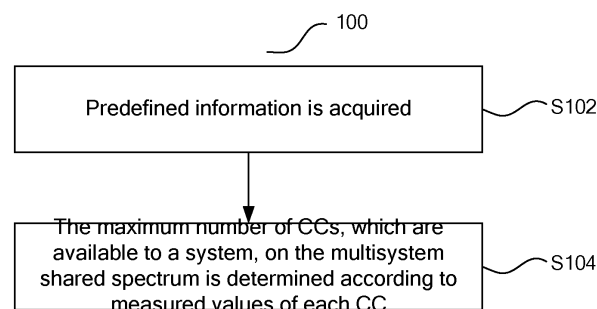 100
Predefined information is acquired
S102
The maximum number of CCs, which are
available to a system, on the multisystem
shared spectrum is determined according to
measured values of each CC
S104